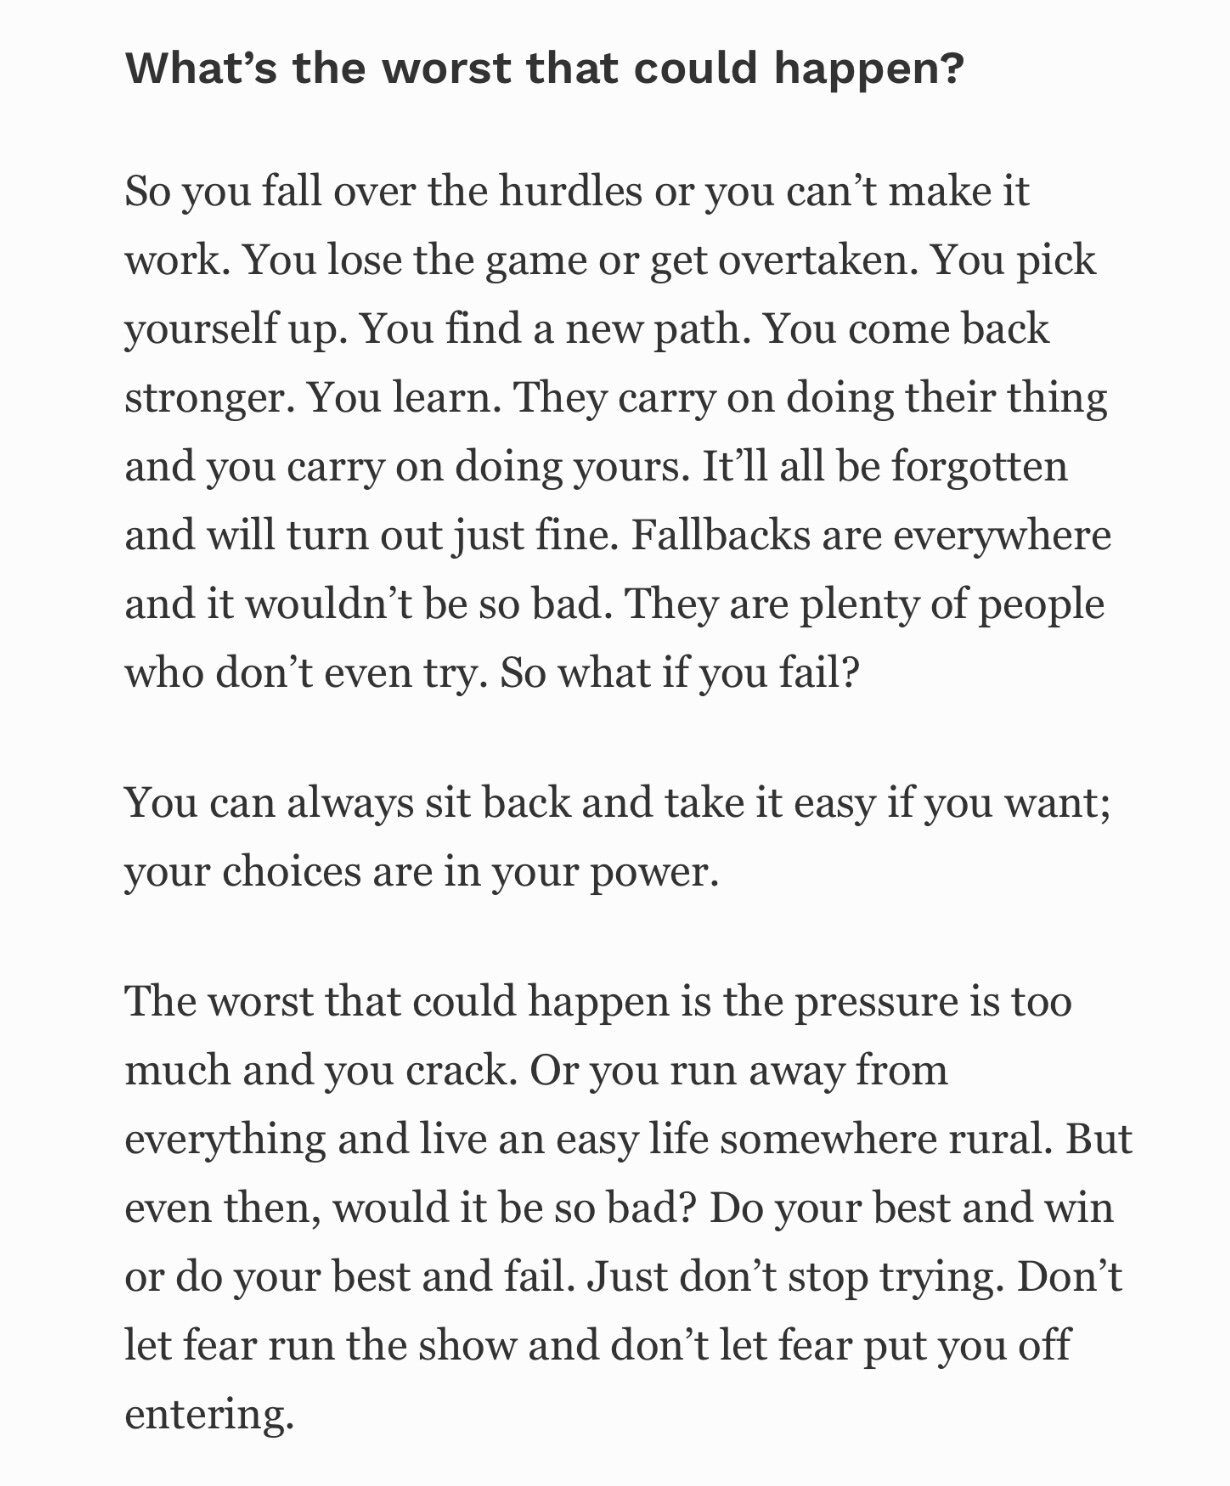 What’s the worst that could happen?
So you fall over the hurdles or you can’t make it
work. You lose the game or get overtaken. You pick
yourself up. You find a new path. You come back
stronger. You learn. They carry on doing their thing
and you carry on doing yours. It’ll all be forgotten
and will turn out just fine. Fallbacks are everywhere
and it wouldn’t be so bad. They are plenty of people
who don’t even try. So what if you fail?
You can always sit back and take it easy if you want;
your choices are in your power.
The worst that could happen is the pressure is too
much and you crack. Or you run away from
everything and live an easy life somewhere rural. But
even then, would it be so bad? Do your best and win
or do your best and fail. Just don’t stop trying. Don’t
let fear run the show and don’t let fear put you off
entering.